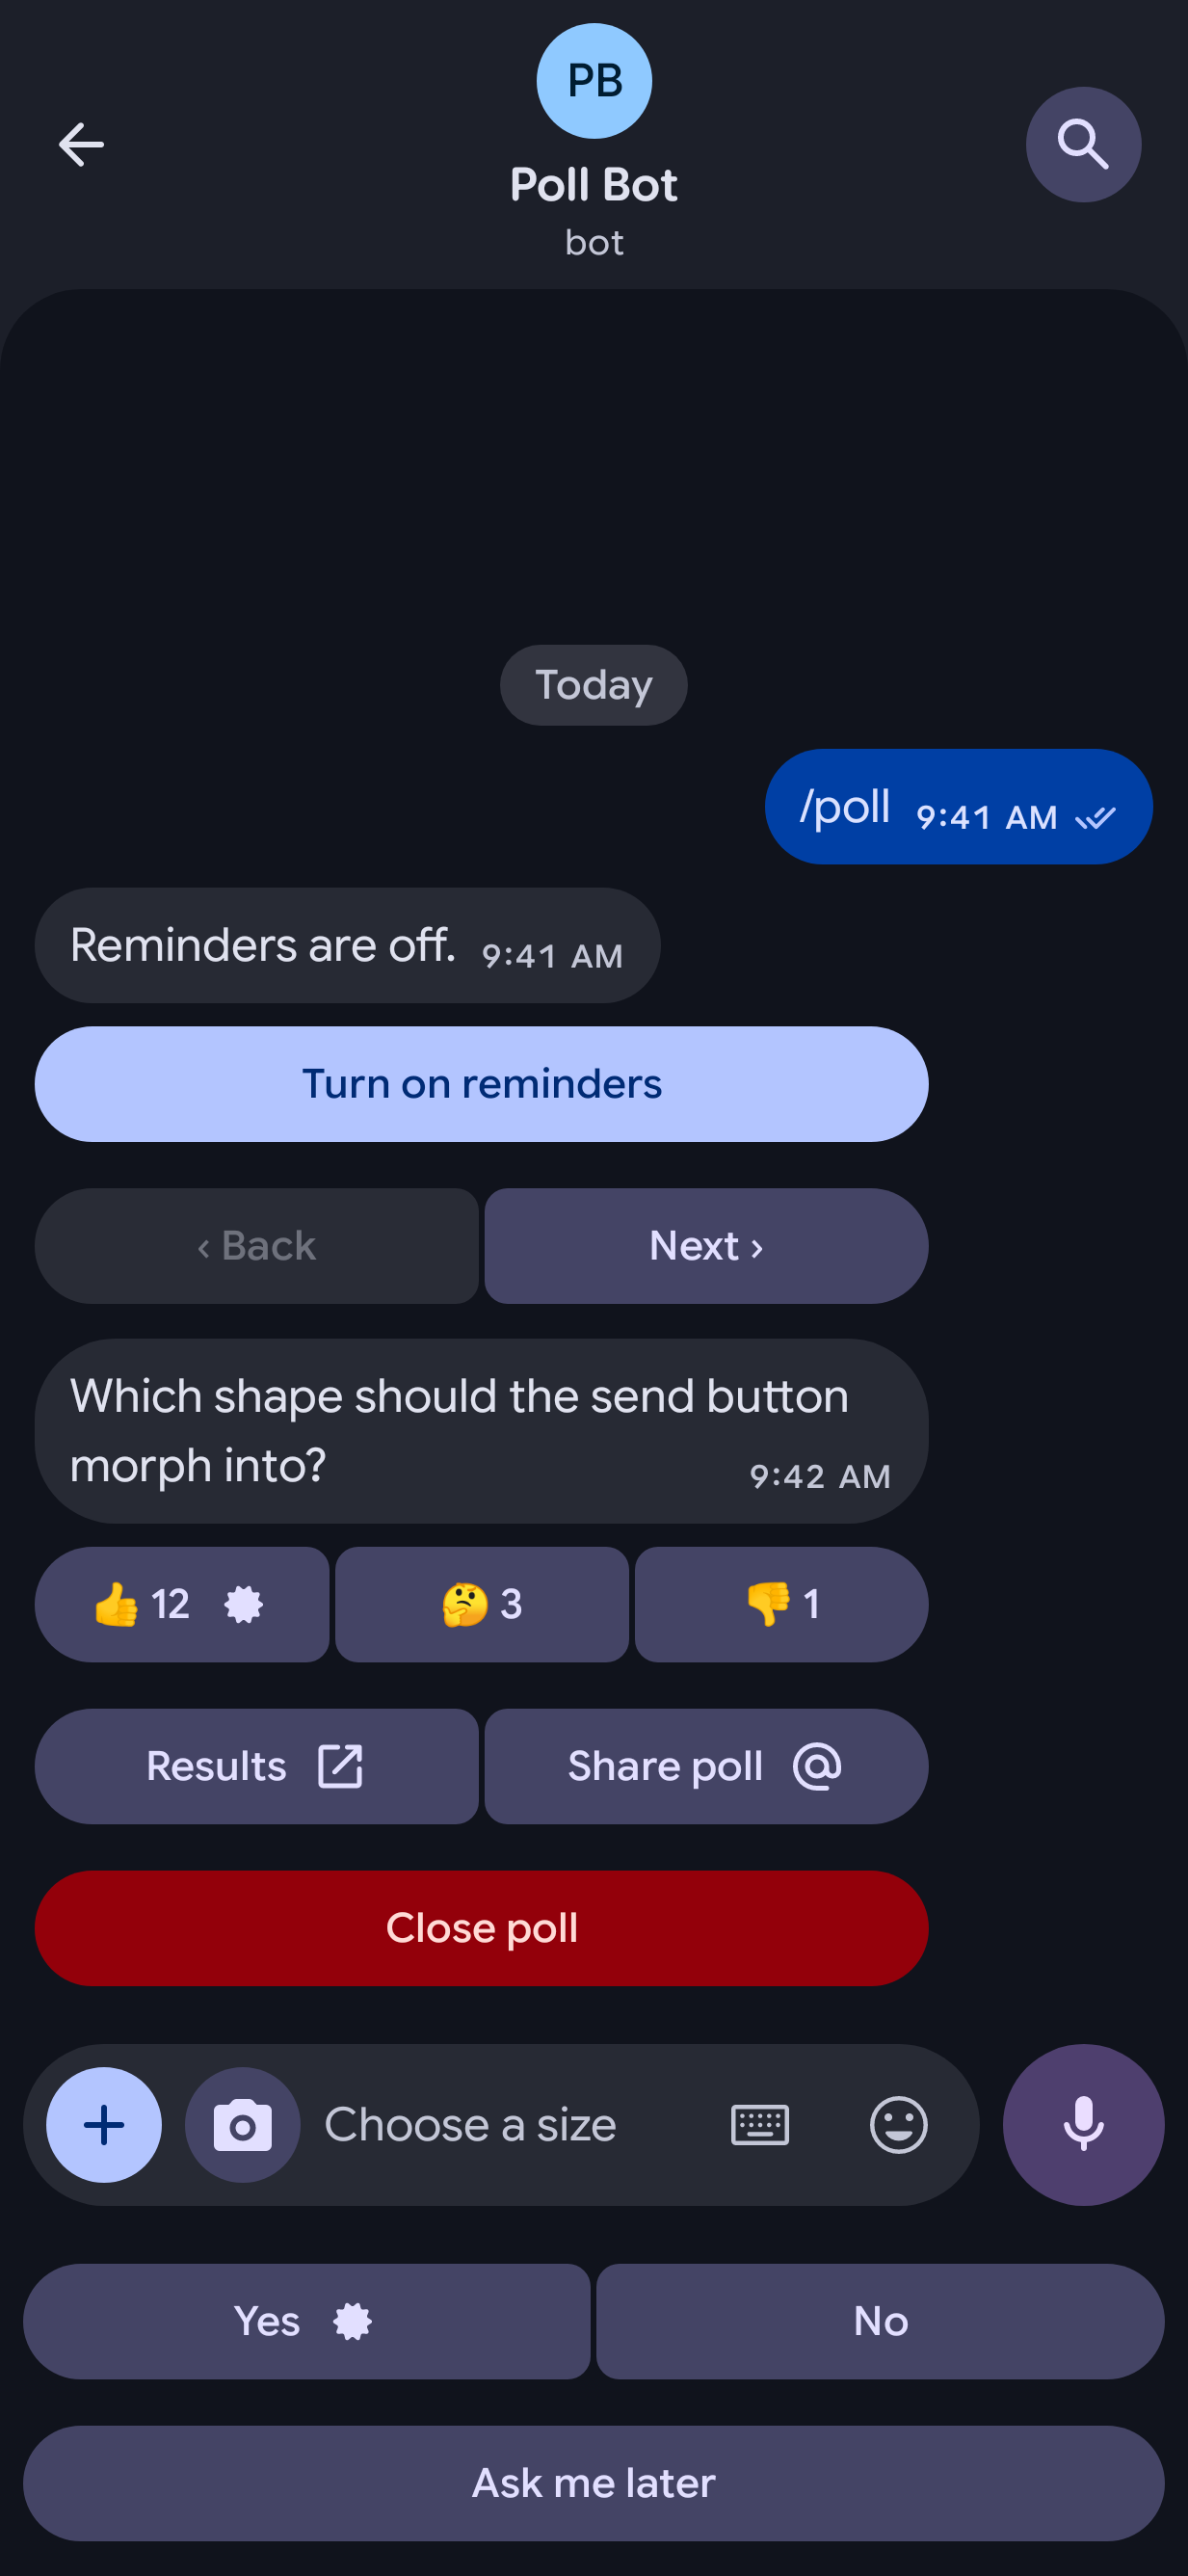 PB
Poll Bot
bot
Today
/poll 9:41 AM
Reminders are off. 9:41 AM
Turn on reminders
‹ Back
Next ›
Which shape should the send button
morph into?
9:42 AM
👍 12
🤔 3
👎 1
Results
Share poll
Close poll
Choose a size
Yes
No
Ask me later